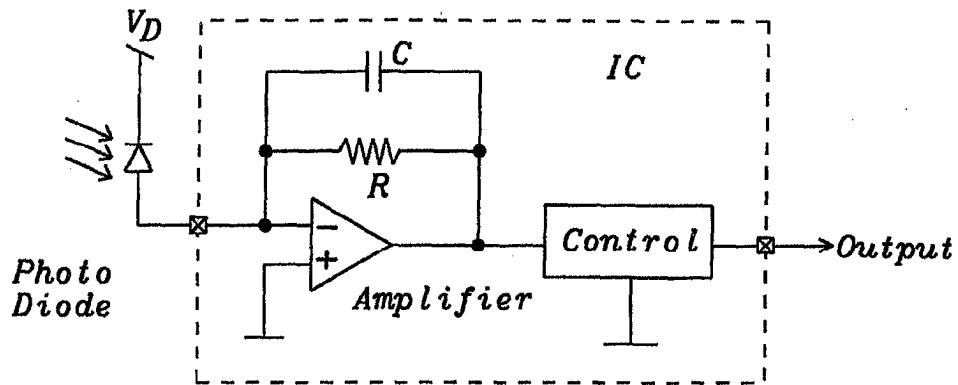 V_D
C
IC
R
−
+
Control
Output
Photo
Diode
Amplifier